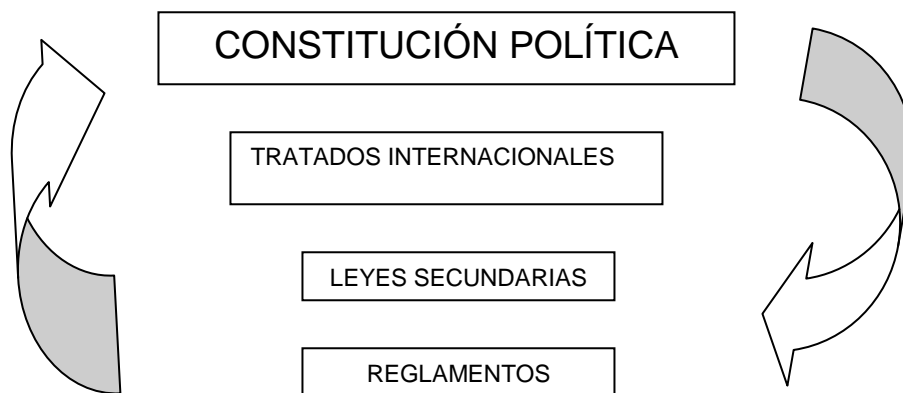 CONSTITUCIÓN POLÍTICA
TRATADOS INTERNACIONALES
LEYES SECUNDARIAS
REGLAMENTOS